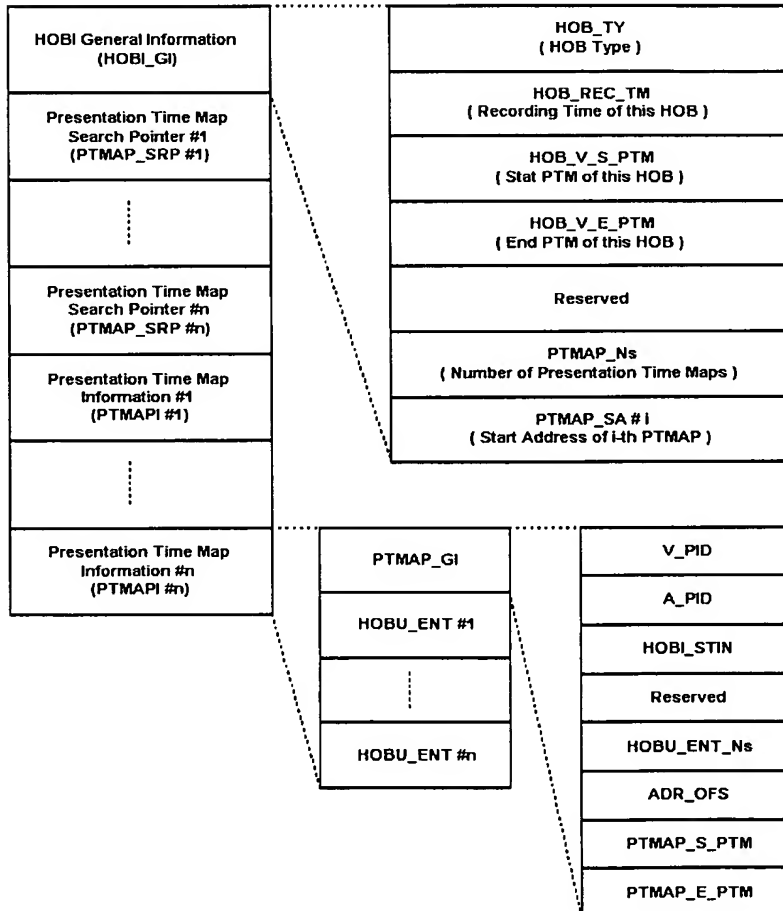 HOBI General Information
(HOBI_GI)
Presentation Time Map
Search Pointer #1
(PTMAP_SRP #1)
Presentation Time Map
Search Pointer #n
(PTMAP_SRP #n)
Presentation Time Map
Information #1
(PTMAPI #1)
Presentation Time Map
Information #n
(PTMAPI #n)
HOB_TY
( HOB Type )
HOB_REC_TM
( Recording Time of this HOB )
HOB_V_S_PTM
( Stat PTM of this HOB )
HOB_V_E_PTM
( End PTM of this HOB )
Reserved
PTMAP_Ns
( Number of Presentation Time Maps )
PTMAP_SA # i
( Start Address of i-th PTMAP )
PTMAP_GI
HOBU_ENT #1
HOBU_ENT #n
V_PID
A_PID
HOBI_STIN
Reserved
HOBU_ENT_Ns
ADR_OFS
PTMAP_S_PTM
PTMAP_E_PTM